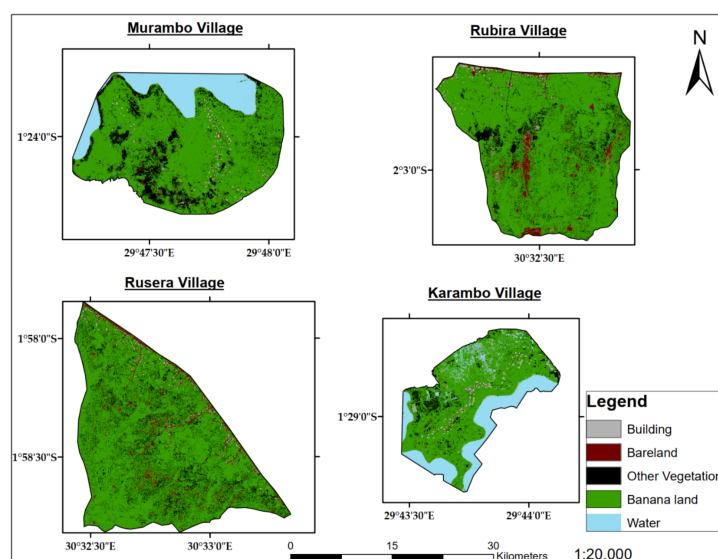 Murambo Village
Rubira Village
N
1°24'0"S
2°3'0"S
29°47'30"E
29°48'0"E
30°32'30"E
Rusera Village
Karambo Village
1°58'0"S
1°29'0"S
1°58'30"S
Legend
Building
Bareland
Other Vegetation
Banana land
Water
29°43'30"E
29°44'0"E
30°32'30"E
30°33'0"E
0
15
30
Kilometers
1:20,000